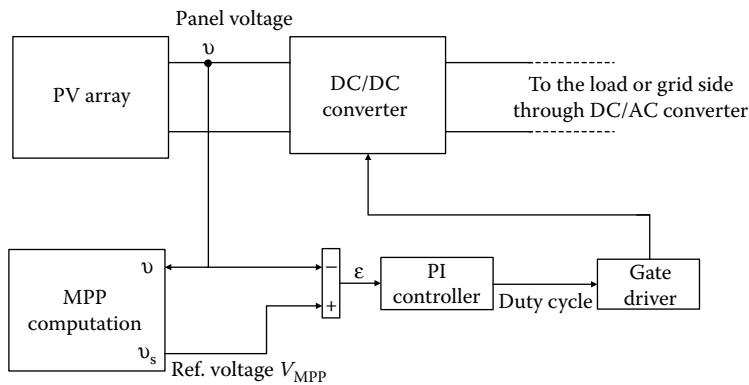 Panel voltage
υ
PV array
DC/DC
converter
To the load or grid side
through DC/AC converter
υ
MPP
computation
υs
Ref. voltage VMPP
−
+
ε
PI
controller
Duty cycle
Gate
driver